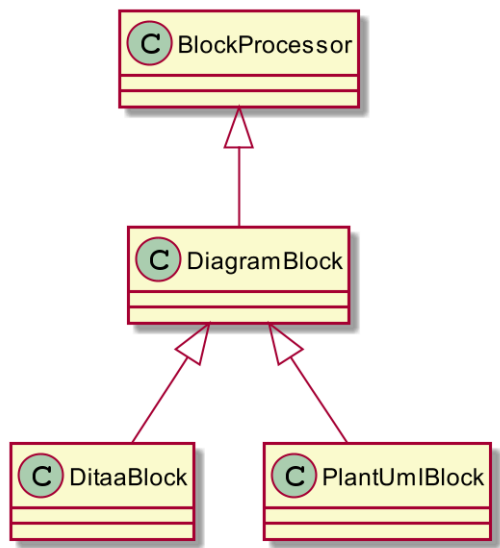 C BlockProcessor
C DiagramBlock
C DitaaBlock
C PlantUmlBlock